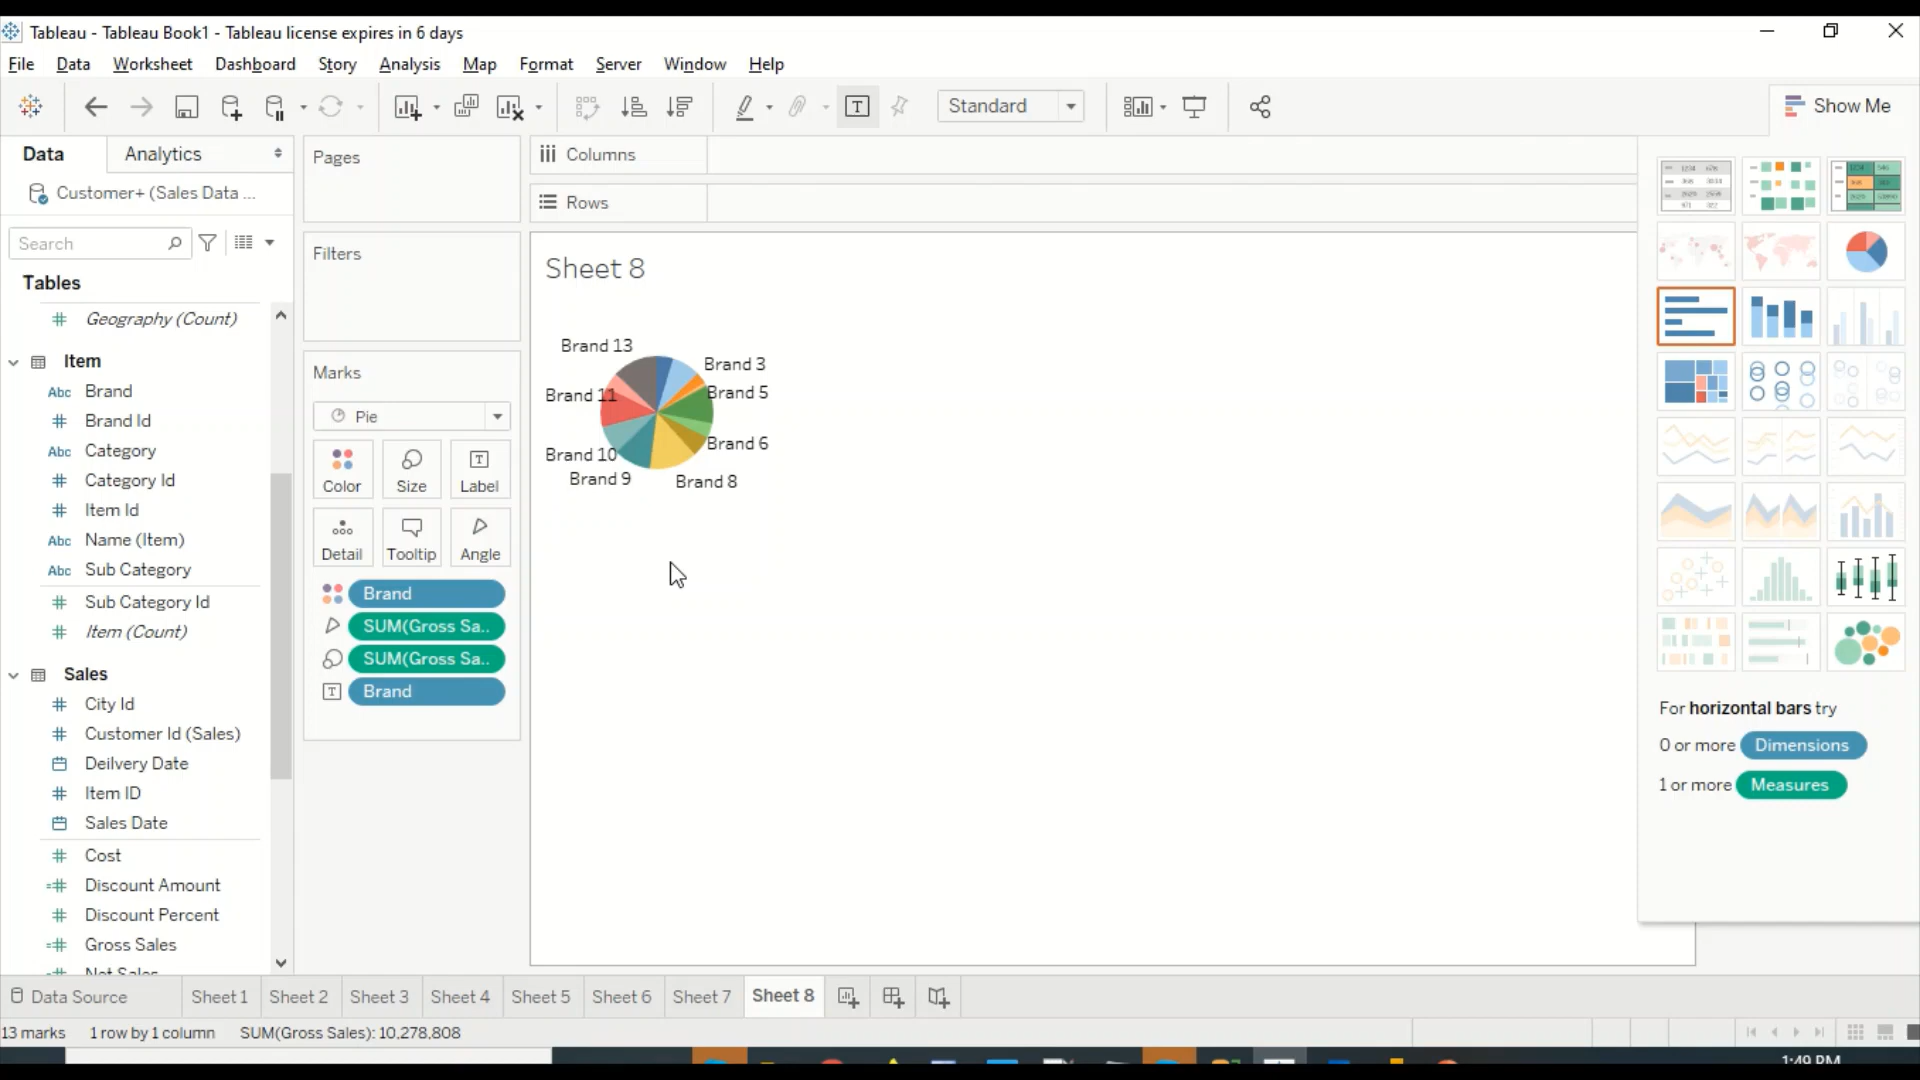 Tableau - Tableau Book1 - Tableau license expires in 6 days
File Data Worksheet Dashboard Story Analysis Map Format Server Window Help
Standard
Show Me
Data Analytics
Pages
Columns
Customer+ (Sales Data ...
Rows
Search
Filters
Tables
Sheet 8
Geography (Count)
Item
Brand
Brand Id
Category
Category Id
Item Id
Name (Item)
Sub Category
Sub Category Id
Item (Count)
Sales
City Id
Customer Id (Sales)
Deilvery Date
Item ID
Sales Date
Cost
Discount Amount
Discount Percent
Gross Sales
Net Sales
Marks
Pie
Color Size Label
Detail Tooltip Angle
Brand
SUM(Gross Sa..
SUM(Gross Sa..
Brand
Brand 13
Brand 3
Brand 11
Brand 5
Brand 6
Brand 10
Brand 9
Brand 8
For horizontal bars try
0 or more Dimensions
1 or more Measures
Data Source Sheet 1 Sheet 2 Sheet 3 Sheet 4 Sheet 5 Sheet 6 Sheet 7 Sheet 8
13 marks 1 row by 1 column SUM(Gross Sales): 10,278,808
1:49 PM